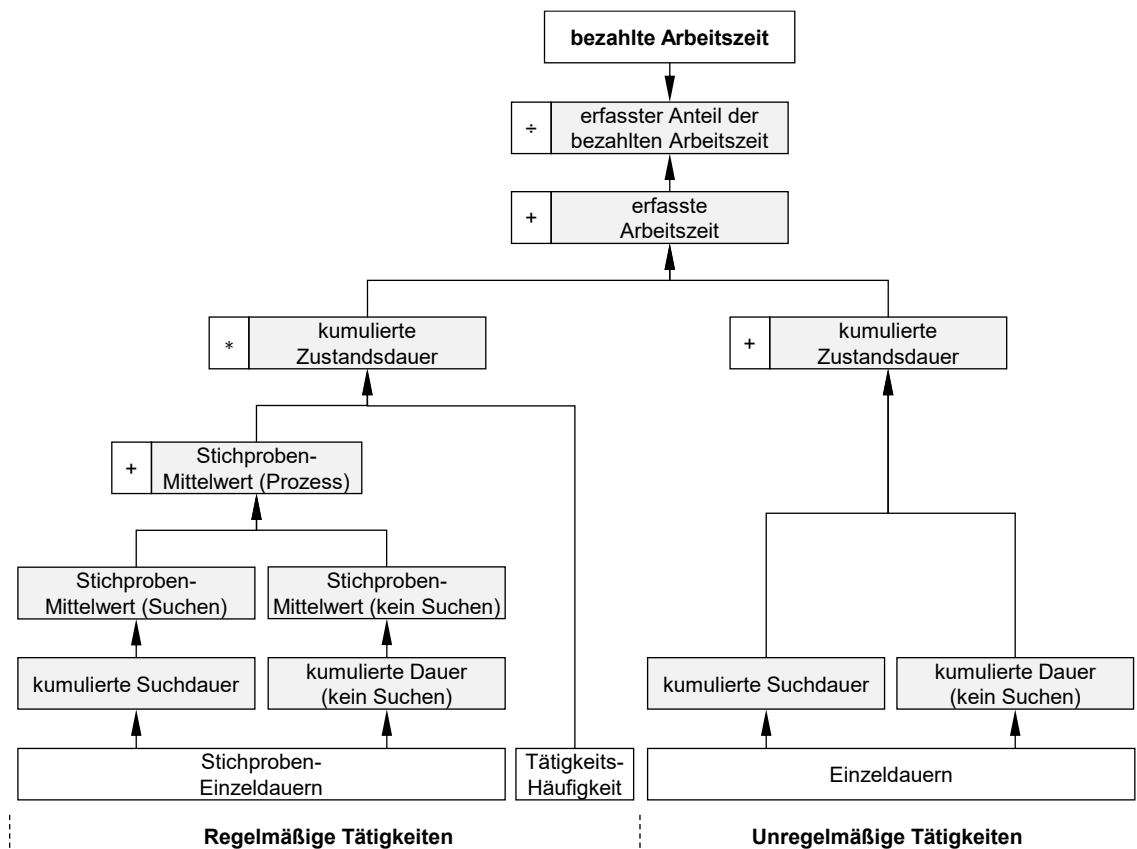 bezahlte Arbeitszeit
÷
erfasster Anteil der
bezahlten Arbeitszeit
+
erfasste
Arbeitszeit
*
kumulierte
Zustandsdauer
+
kumulierte
Zustandsdauer
+
Stichproben-
Mittelwert (Prozess)
Stichproben-
Mittelwert (Suchen)
Stichproben-
Mittelwert (kein Suchen)
kumulierte Suchdauer
kumulierte Dauer
(kein Suchen)
kumulierte Suchdauer
kumulierte Dauer
(kein Suchen)
Stichproben-
Einzeldauern
Tätigkeits-
Häufigkeit
Einzeldauern
Regelmäßige Tätigkeiten
Unregelmäßige Tätigkeiten